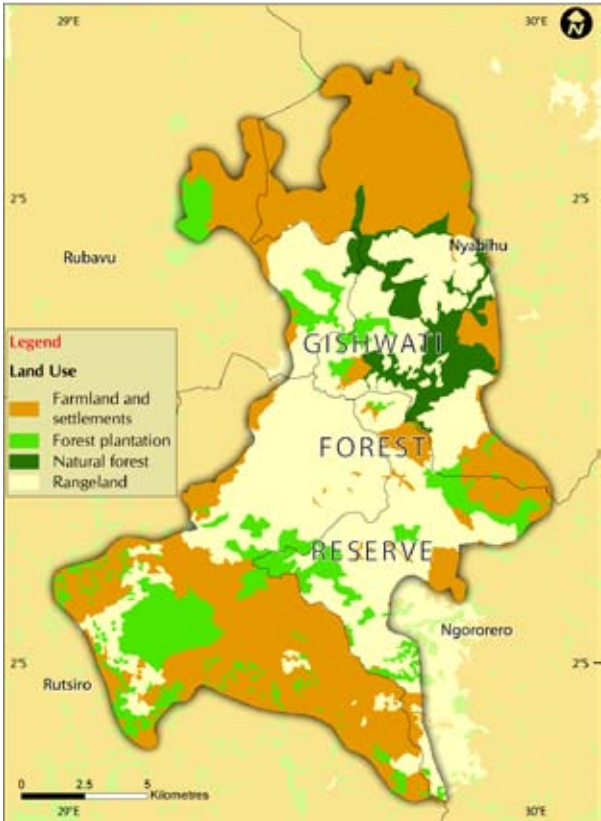 29°E
30°E
N
2°S
2°S
Rubavu
Nyabihu
GISHWATI
Legend
Land Use
Farmland and
settlements
Forest plantation
Natural forest
Rangeland
FOREST
RESERVE
Ngororero
2°S
2°S
Rutsiro
0 2.5 5
Kilometres
29°E
30°E